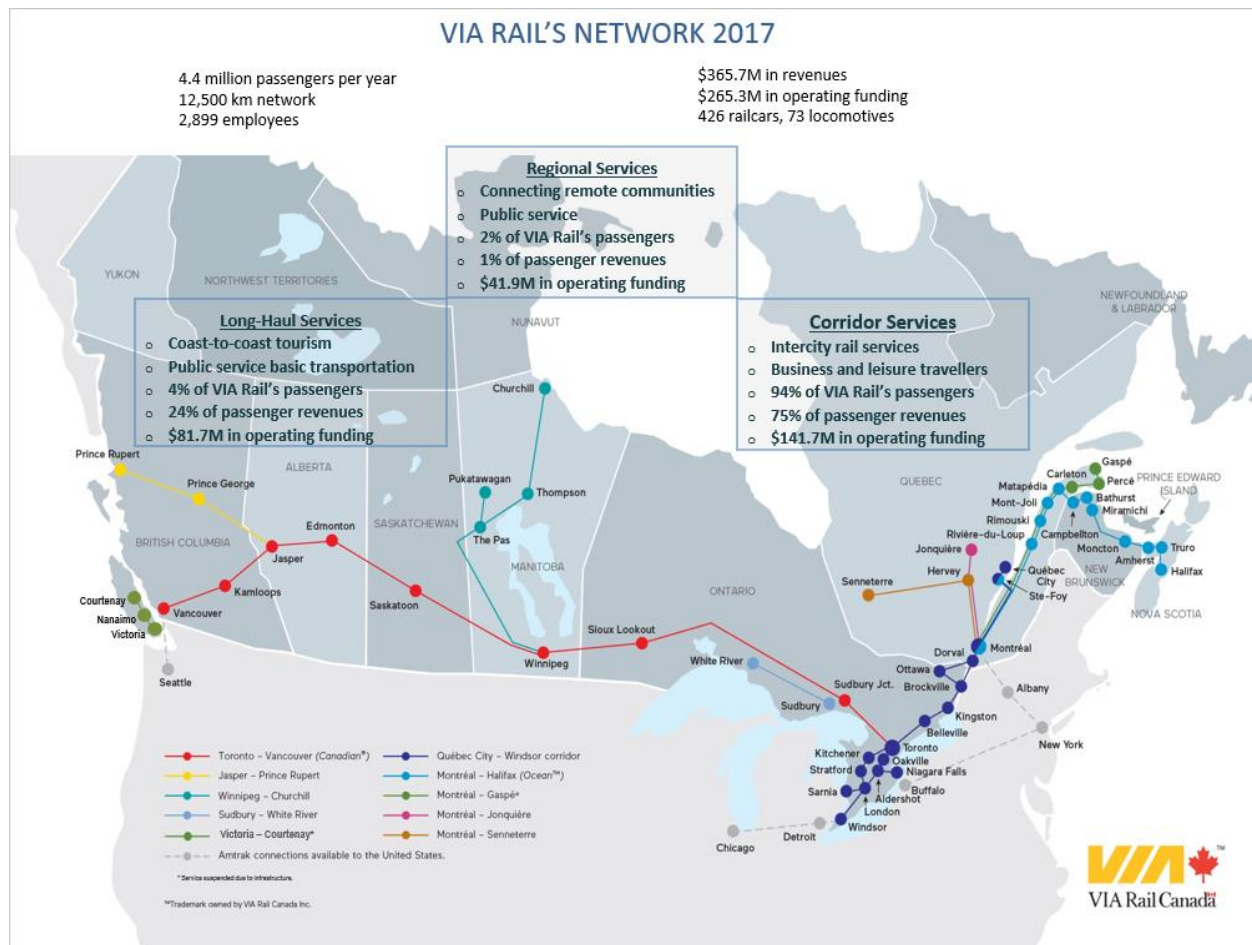 VIA RAIL'S NETWORK 2017
4.4 million passengers per year
12,500 km network
2,899 employees
$365.7M in revenues
$265.3M in operating funding
426 railcars, 73 locomotives
Regional Services
o Connecting remote communities
o Public service
o 2% of VIA Rail's passengers
o 1% of passenger revenues
o $41.9M in operating funding
Long-Haul Services
o Coast-to-coast tourism
o Public service basic transportation
o 4% of VIA Rail's passengers
o 24% of passenger revenues
o $81.7M in operating funding
Corridor Services
o Intercity rail services
o Business and leisure travellers
o 94% of VIA Rail's passengers
o 75% of passenger revenues
o $141.7M in operating funding
YUKON
NORTHWEST TERRITORIES
NUNAVUT
NEWFOUNDLAND
& LABRADOR
BRITISH COLUMBIA
ALBERTA
SASKATCHEWAN
MANITOBA
ONTARIO
QUEBEC
PRINCE EDWARD
ISLAND
NEW
BRUNSWICK
NOVA SCOTIA
Prince Rupert
Prince George
Jasper
Edmonton
Kamloops
Vancouver
Courtenay
Nanaimo
Victoria
Seattle
Saskatoon
Churchill
Pukatawagan
Thompson
The Pas
Winnipeg
Sioux Lookout
White River
Sudbury
Sudbury Jct.
Senneterre
Jonquière
Hervey
Gaspé
Carleton
Percé
Matapédia
Bathurst
Mont-Joli
Miramichi
Rimouski
Campbellton
Rivière-du-Loup
Moncton
Amherst
Truro
Halifax
Québec
City
Ste-Foy
Montréal
Dorval
Ottawa
Brockville
Kingston
Belleville
Toronto
Oakville
Kitchener
Stratford
Niagara Falls
Sarnia
Aldershot
London
Windsor
Buffalo
Detroit
Chicago
Albany
New York
Toronto – Vancouver (Canadian®)
Jasper – Prince Rupert
Winnipeg – Churchill
Sudbury – White River
Victoria – Courtenay*
Québec City – Windsor corridor
Montréal – Halifax (Ocean™)
Montréal – Gaspé*
Montréal – Jonquière
Montréal – Senneterre
Amtrak connections available to the United States.
* Service suspended due to infrastructure.
™Trademark owned by VIA Rail Canada Inc.
VIA ™
VIA Rail Canada